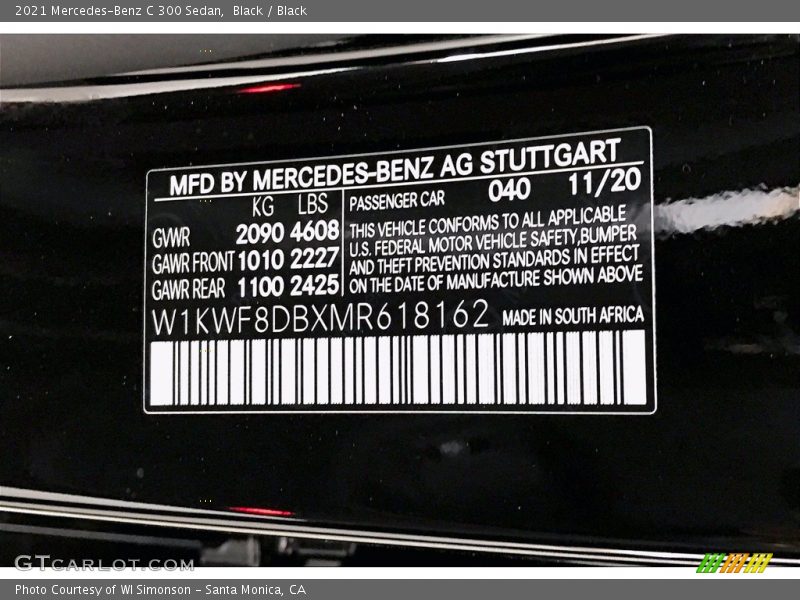 2021 Mercedes-Benz C 300 Sedan, Black / Black
MFD BY MERCEDES-BENZ AG STUTTGART
KG LBS
GWR 2090 4608
GAWR FRONT 1010 2227
GAWR REAR 1100 2425
PASSENGER CAR 040 11/20
THIS VEHICLE CONFORMS TO ALL APPLICABLE
U.S. FEDERAL MOTOR VEHICLE SAFETY,BUMPER
AND THEFT PREVENTION STANDARDS IN EFFECT
ON THE DATE OF MANUFACTURE SHOWN ABOVE
W1KWF8DBXMR618162 MADE IN SOUTH AFRICA
GTCARLOT.COM
Photo Courtesy of WI Simonson - Santa Monica, CA